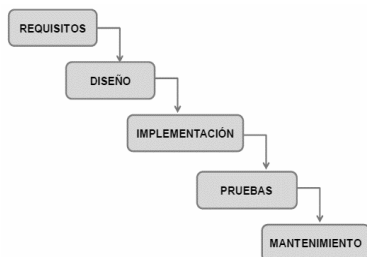 REQUISITOS
DISEÑO
IMPLEMENTACIÓN
PRUEBAS
MANTENIMIENTO